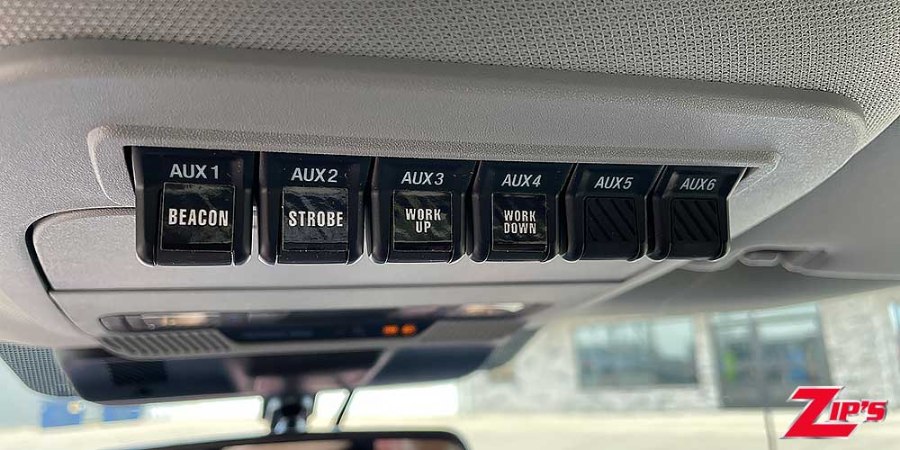 AUX 1
AUX 2
AUX 3
AUX 4
AUX 5
AUX 6
BEACON
STROBE
WORK
UP
WORK
DOWN
ZIP'S